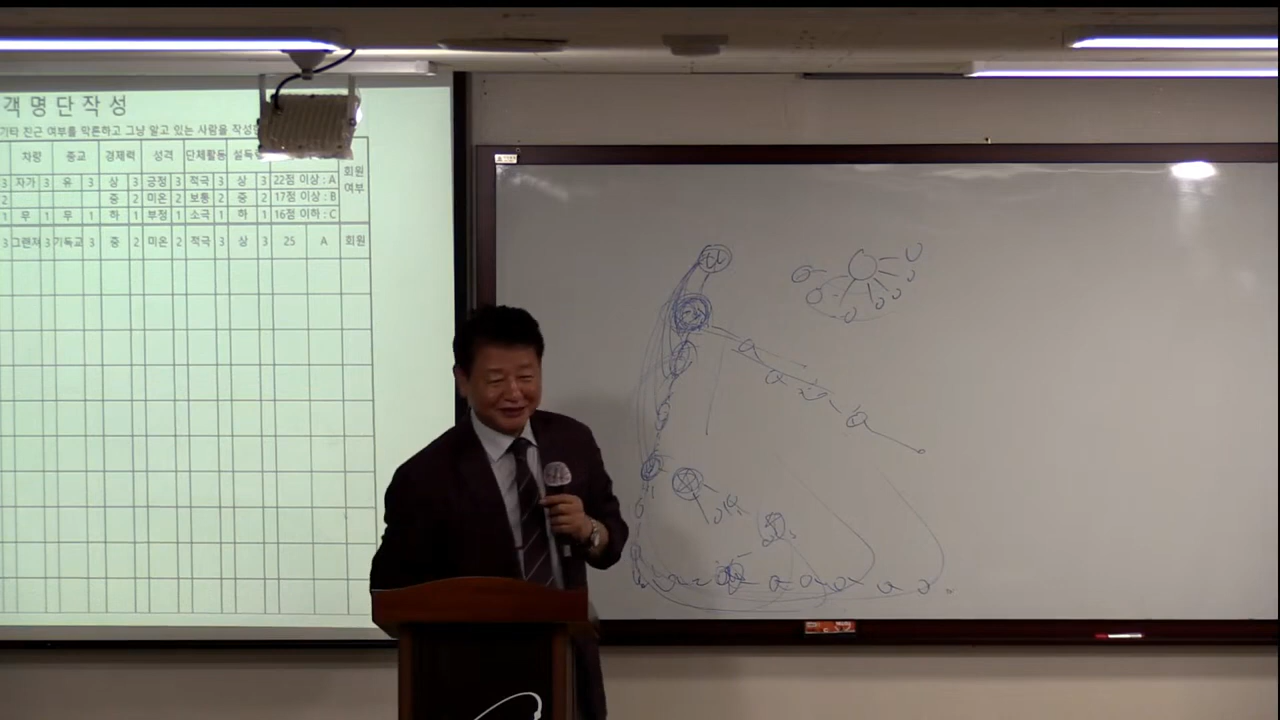 객명단작성
기타 친근 여부를 막론하고 그냥 알고 있는 사람을 작성
차량 종교 경제력 성격 단체활동 설득 회원 여부
3 자가 3 유 3 상 3 긍정 3 적극 3 상 3 22점 이상 : A
2 중 2 미온 2 보통 2 중 2 17점 이상 : B
1 무 1 무 1 하 1 부정 1 소극 1 하 1 16점 이하 : C
3 그랜져 3 기독교 3 중 2 미온 2 적극 3 상 3 25 A 회원